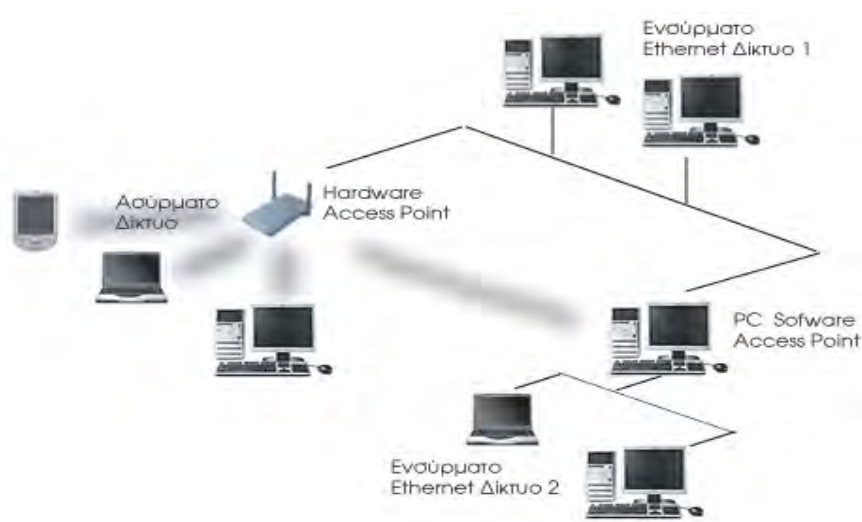 Ενσύρματο
Ethernet Δίκτυο 1
Ασύρματο
Δίκτυο
Hardware
Access Point
PC Sofware
Access Point
Ενσύρματο
Ethernet Δίκτυο 2